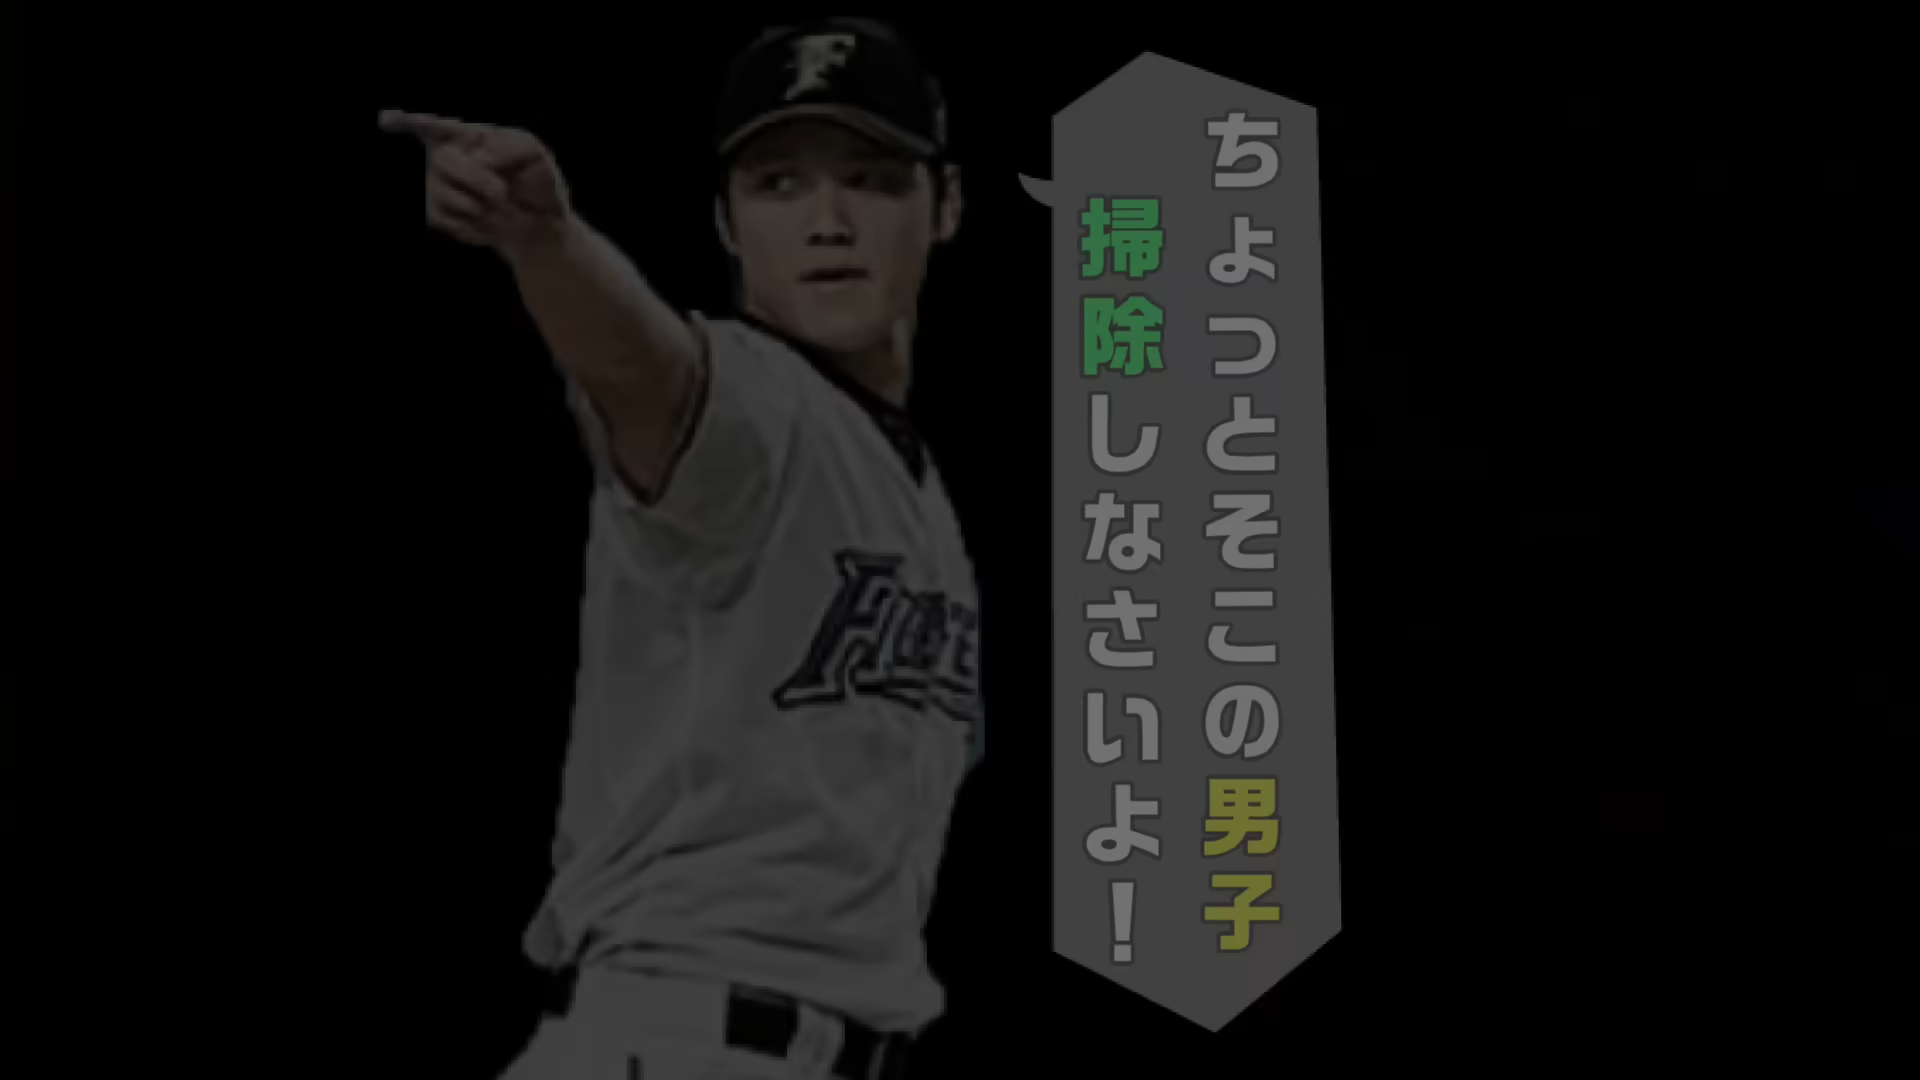 ちょっとそこの男子
掃除しなさいよ！
F